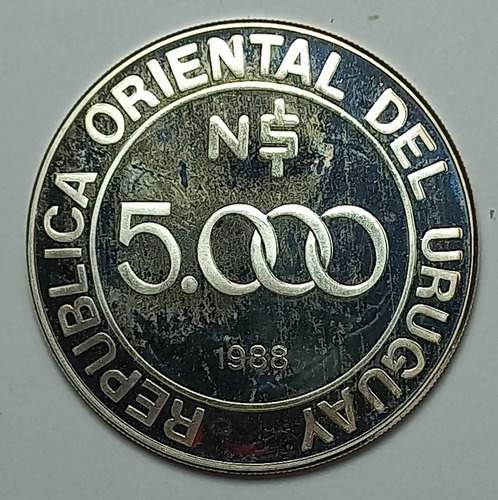 REPUBLICA ORIENTAL DEL URUGUAY
N$
5.000
1988